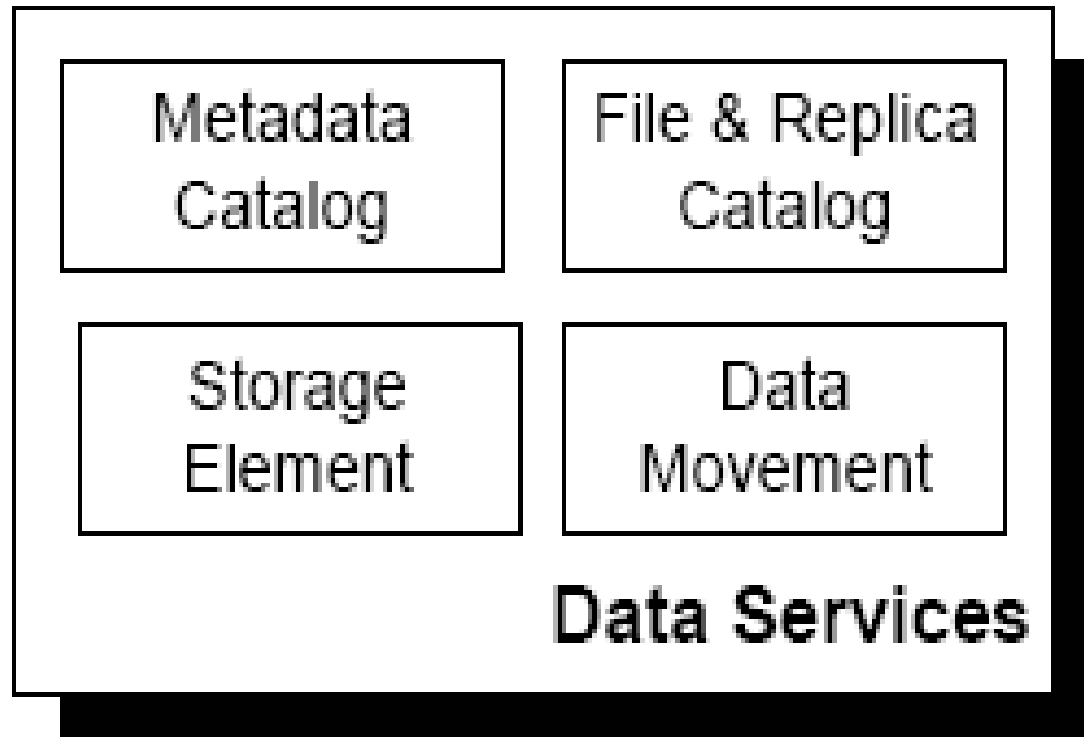 Metadata
Catalog
File & Replica
Catalog
Storage
Element
Data
Movement
Data Services